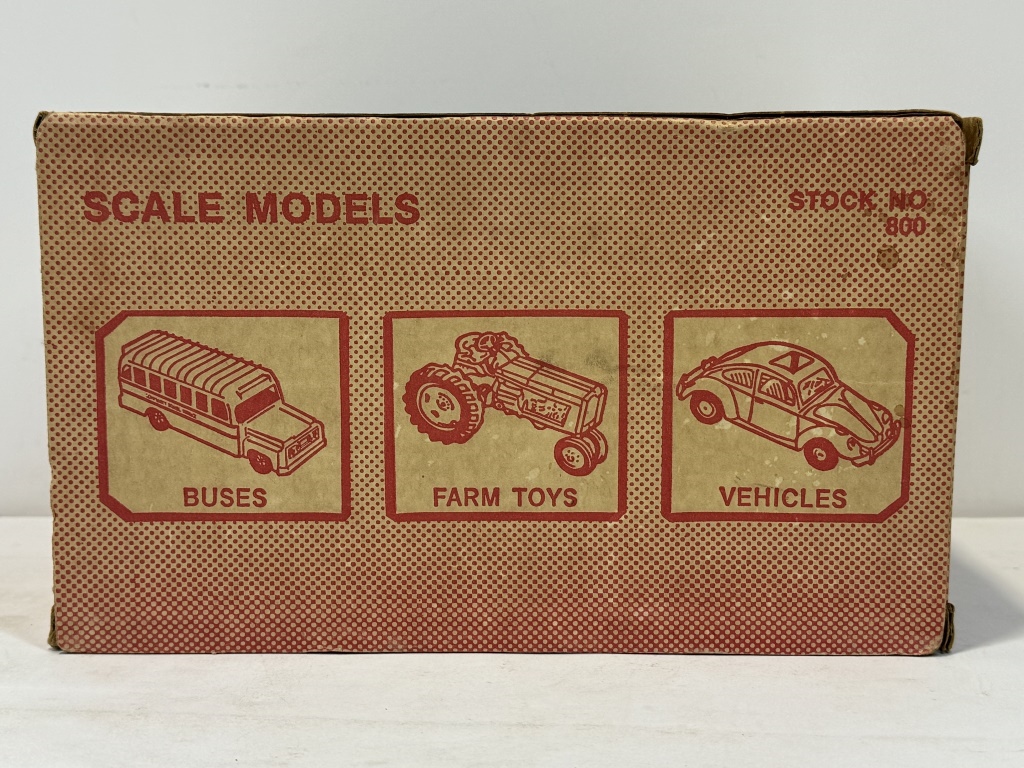 SCALE MODELS
STOCK NO
800
BUSES
FARM TOYS
VEHICLES